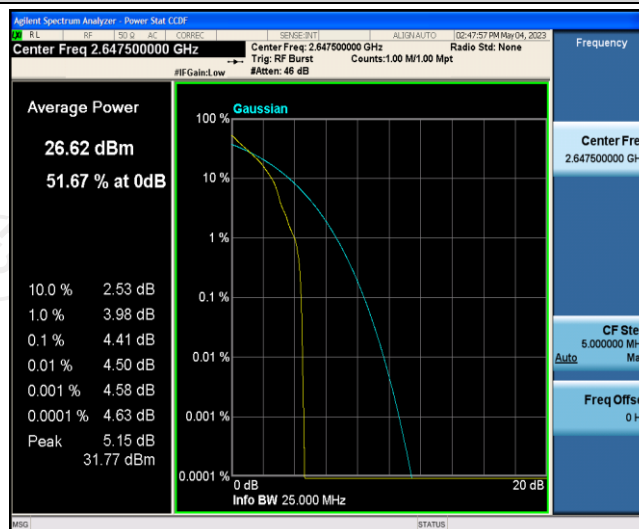 Agilent Spectrum Analyzer - Power Stat CCDF
RL RF 50 Ω AC CORREC SENSE:INT ALIGNAUTO 02:47:57 PM May 04, 2023
Center Freq 2.647500000 GHz
Center Freq: 2.647500000 GHz Radio Std: None
Trig: RF Burst Counts:1.00 M/1.00 Mpt
#IFGain:Low #Atten: 46 dB
Frequency
Average Power
26.62 dBm
51.67 % at 0dB
10.0 % 2.53 dB
1.0 % 3.98 dB
0.1 % 4.41 dB
0.01 % 4.50 dB
0.001 % 4.58 dB
0.0001 % 4.63 dB
Peak 5.15 dB
31.77 dBm
Gaussian
100 %
10 %
1 %
0.1 %
0.01 %
0.001 %
0.0001 %
0 dB 20 dB
Info BW 25.000 MHz
Center Fre
2.647500000 GH
CF Ste
5.000000 MH
Auto Ma
Freq Offse
0 H
MSG STATUS